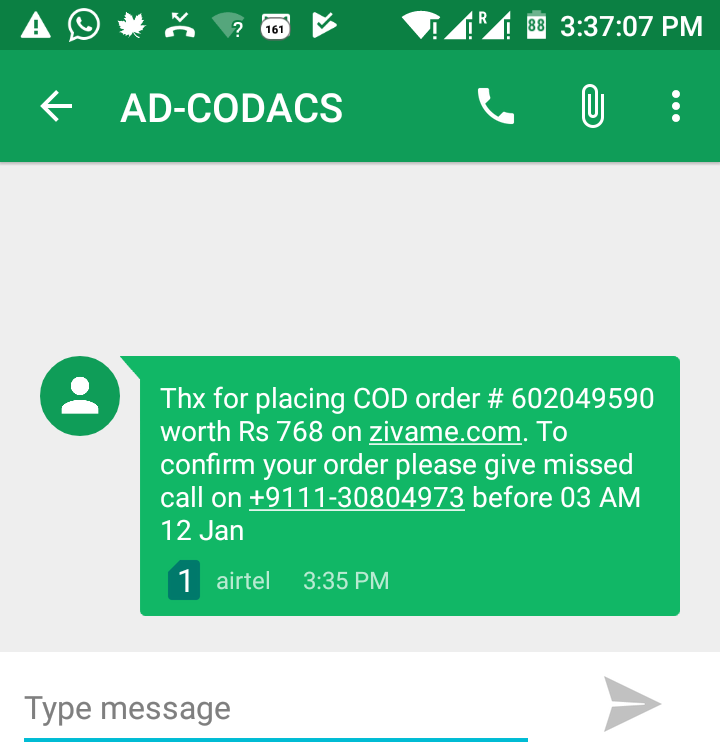 161 R 88 3:37:07 PM
AD-CODACS
Thx for placing COD order # 602049590
worth Rs 768 on zivame.com. To
confirm your order please give missed
call on +9111-30804973 before 03 AM
12 Jan
1 airtel 3:35 PM
Type message